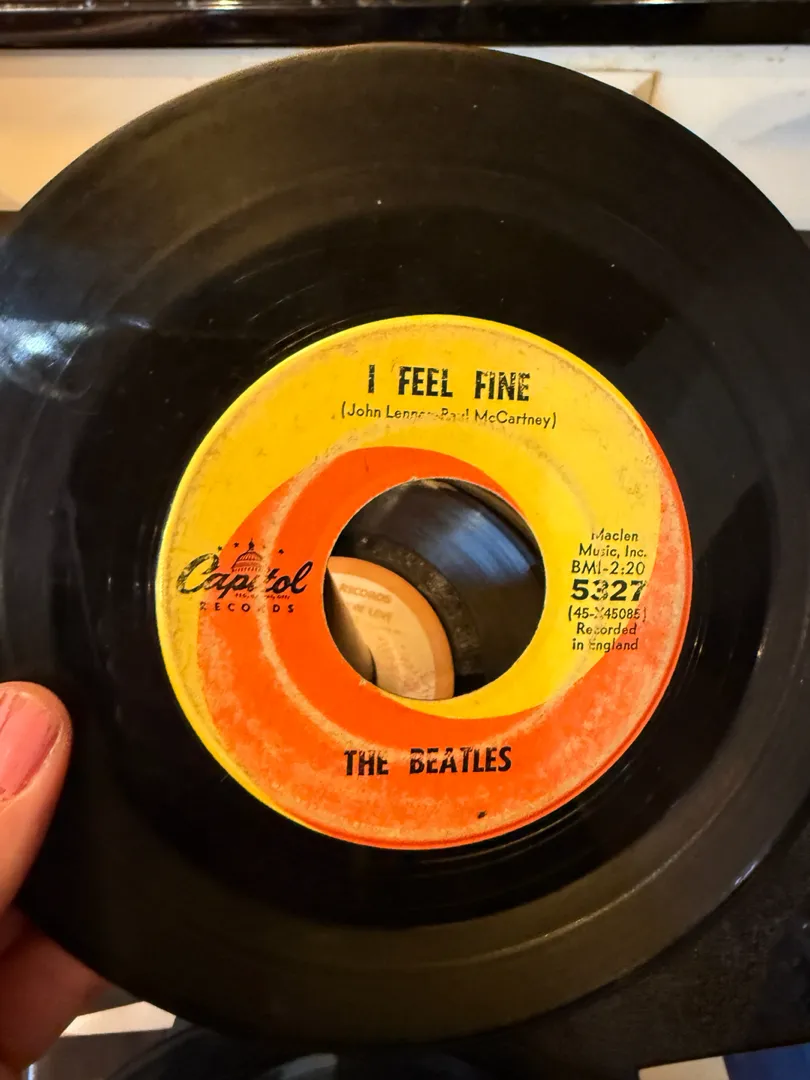 I FEEL FINE
(John Lennon-Paul McCartney)
Capitol
RECORDS
Maclen
Music, Inc.
BMI-2:20
5327
(45-X45085)
Recorded
in England
THE BEATLES
RECORDS